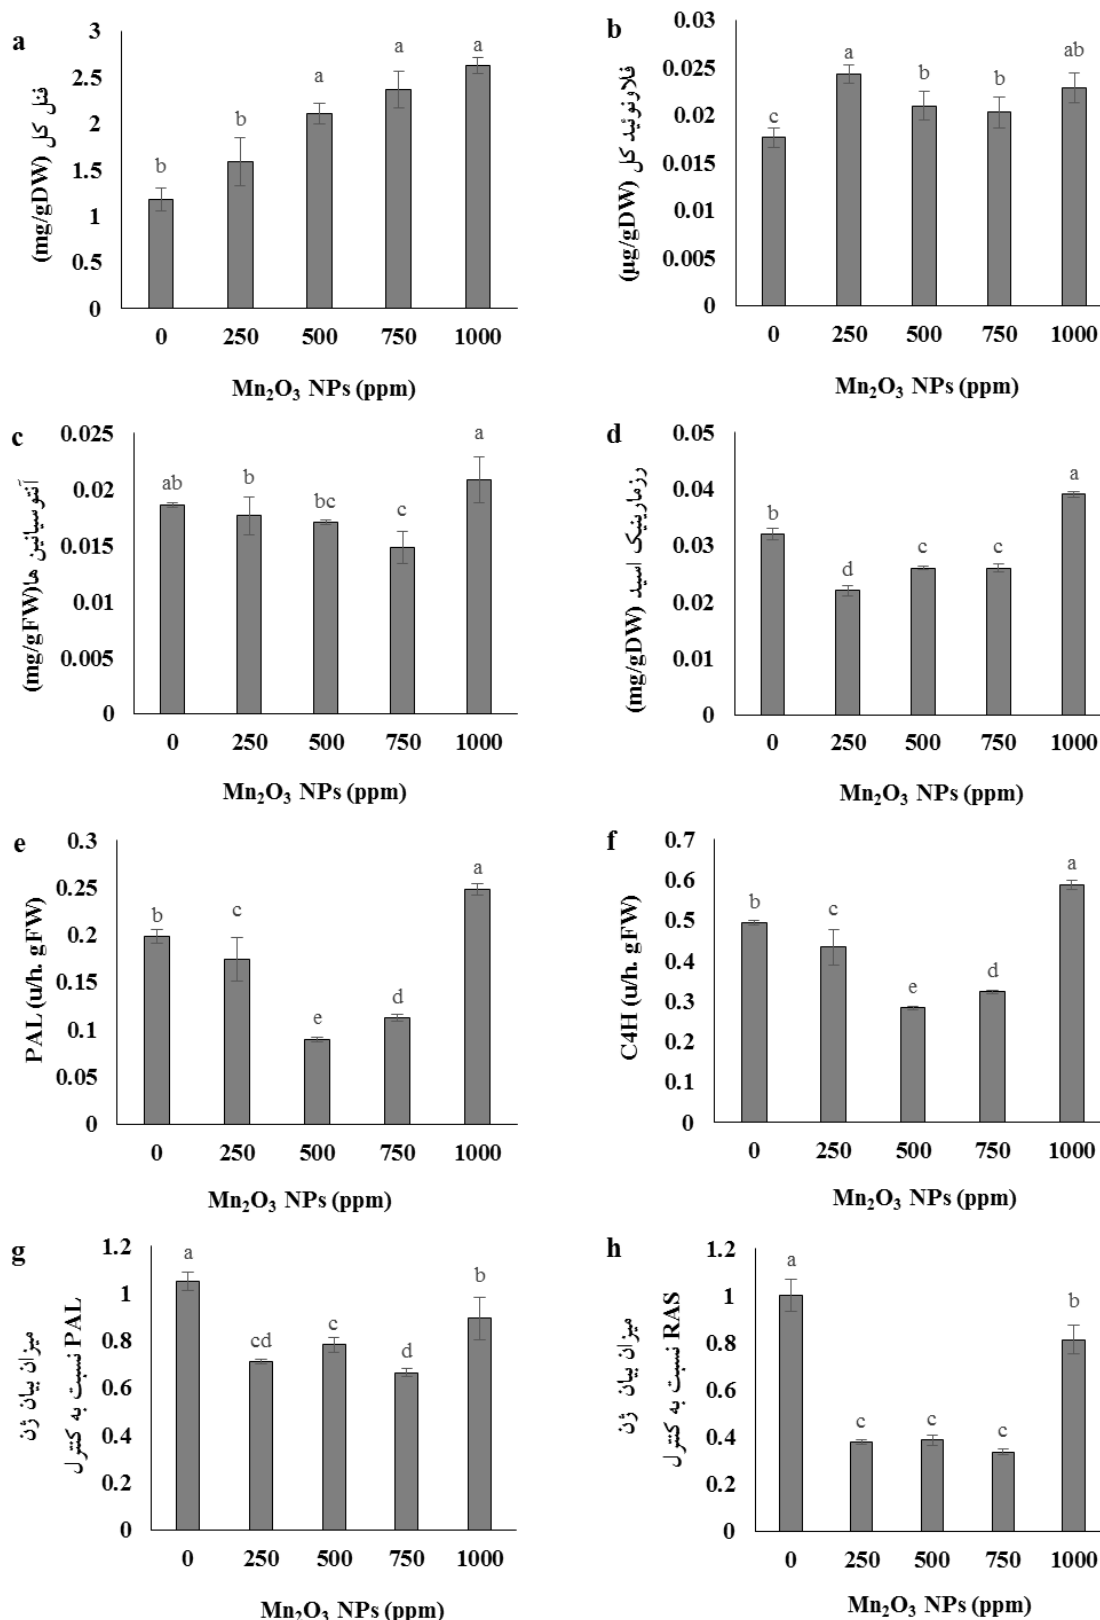 a
فنل کل (mg/gDW)
3
2.5
2
1.5
1
0.5
0
b
b
a
a
a
0 250 500 750 1000
Mn₂O₃ NPs (ppm)
b
فلاونوئید کل (µg/gDW)
0.03
0.025
0.02
0.015
0.01
0.005
0
c
a
b
b
ab
0 250 500 750 1000
Mn₂O₃ NPs (ppm)
c
آنتوسیانین ها(mg/gFW)
0.025
0.02
0.015
0.01
0.005
0
ab
b
bc
c
a
0 250 500 750 1000
Mn₂O₃ NPs (ppm)
d
رزمارینیک اسید (mg/gDW)
0.05
0.04
0.03
0.02
0.01
0
b
d
c
c
a
0 250 500 750 1000
Mn₂O₃ NPs (ppm)
e
PAL (u/h. gFW)
0.3
0.25
0.2
0.15
0.1
0.05
0
b
c
e
d
a
0 250 500 750 1000
Mn₂O₃ NPs (ppm)
f
C4H (u/h. gFW)
0.7
0.6
0.5
0.4
0.3
0.2
0.1
0
b
c
e
d
a
0 250 500 750 1000
Mn₂O₃ NPs (ppm)
g
میزان بیان ژن
PAL نسبت به کنترل
1.2
1
0.8
0.6
0.4
0.2
0
a
cd
c
d
b
0 250 500 750 1000
Mn₂O₃ NPs (ppm)
h
میزان بیان ژن
RAS نسبت به کنترل
1.2
1
0.8
0.6
0.4
0.2
0
a
c
c
c
b
0 250 500 750 1000
Mn₂O₃ NPs (ppm)